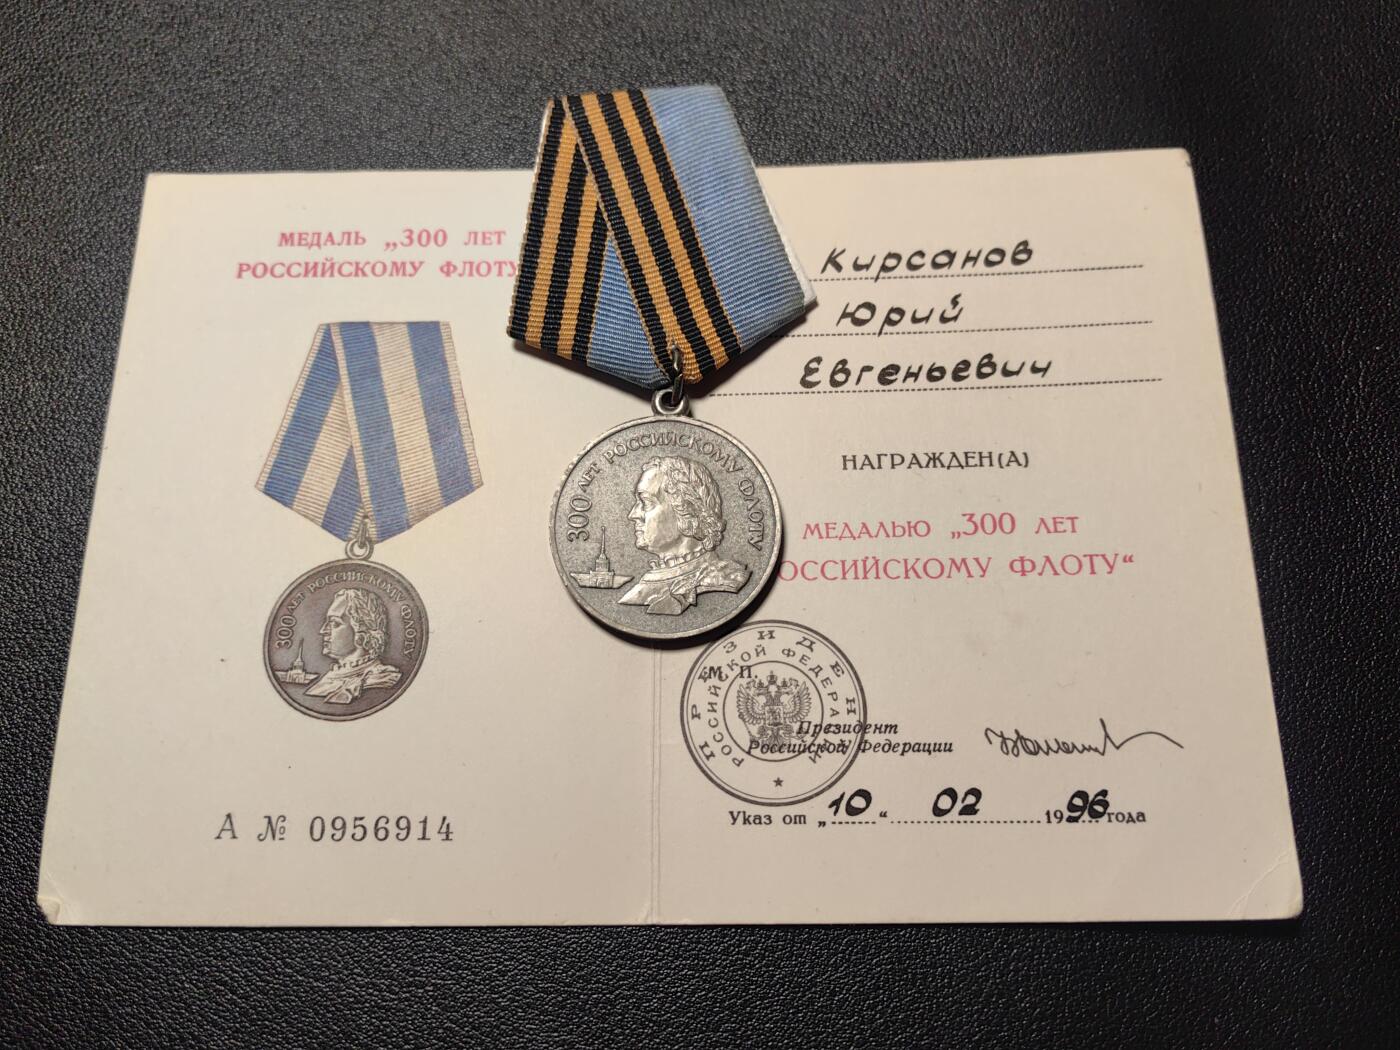 МЕДАЛЬ „300 ЛЕТ
РОССИЙСКОМУ ФЛОТУ
300 ЛЕТ РОССИЙСКОМУ ФЛОТУ
А № 0956914
300 ЛЕТ РОССИЙСКОМУ ФЛОТУ
Кирсанов
Юрий
Евгеньевич
НАГРАЖДЕН(А)
МЕДАЛЬЮ „300 ЛЕТ
ОССИЙСКОМУ ФЛОТУ“
ПРЕЗИДЕНТ
РОССИЙСКОЙ ФЕДЕРАЦИИ
М. П.
Президент
Российской Федерации
Указ от „10“ 02 1996 года